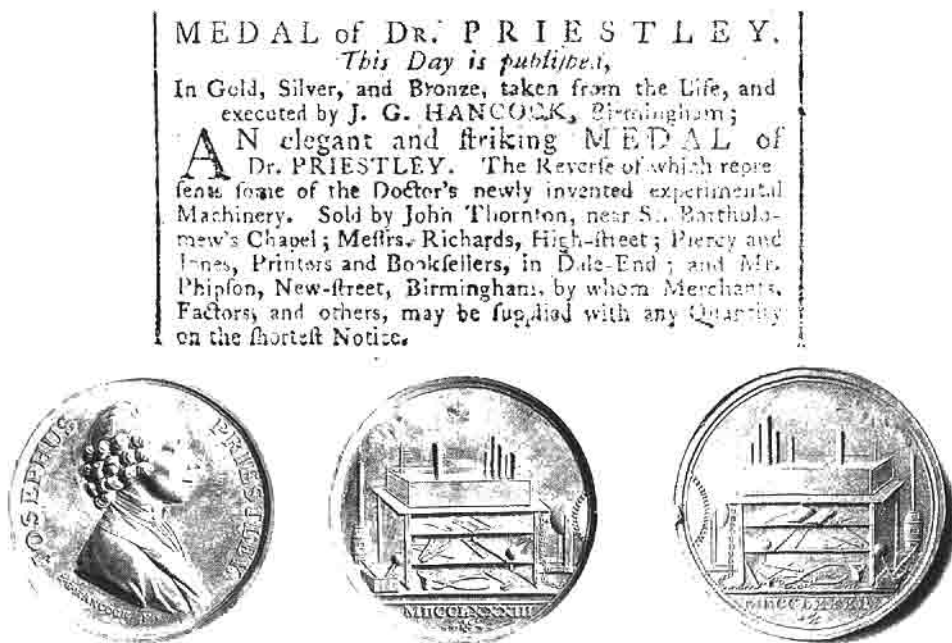 MEDAL of DR. PRIESTLEY.
This Day is publiſhed,
In Gold, Silver, and Bronze, taken from the Life, and
executed by J. G. HANCOCK, Birmingham;
AN elegant and ſtriking MEDAL of
Dr. PRIESTLEY. The Reverſe of which repre
ſents ſome of the Doctor's newly invented experimental
Machinery. Sold by John Thornton, near St. Bartholo-
mew's Chapel; Meſſrs. Richards, High-ſtreet; Piercy and
Jones, Printers and Bookſellers, in Dale-End; and Mr.
Phipſon, New-ſtreet, Birmingham, by whom Merchants,
Factors, and others, may be ſupplied with any Quantity
on the ſhorteſt Notice.
IOSEPHUS PRIESTLEY.
HANCOCK
MDCCLXXXIII